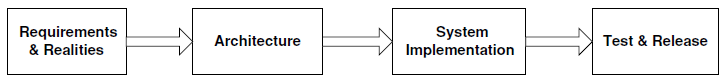 Requirements
& Realities
Architecture
System
Implementation
Test & Release